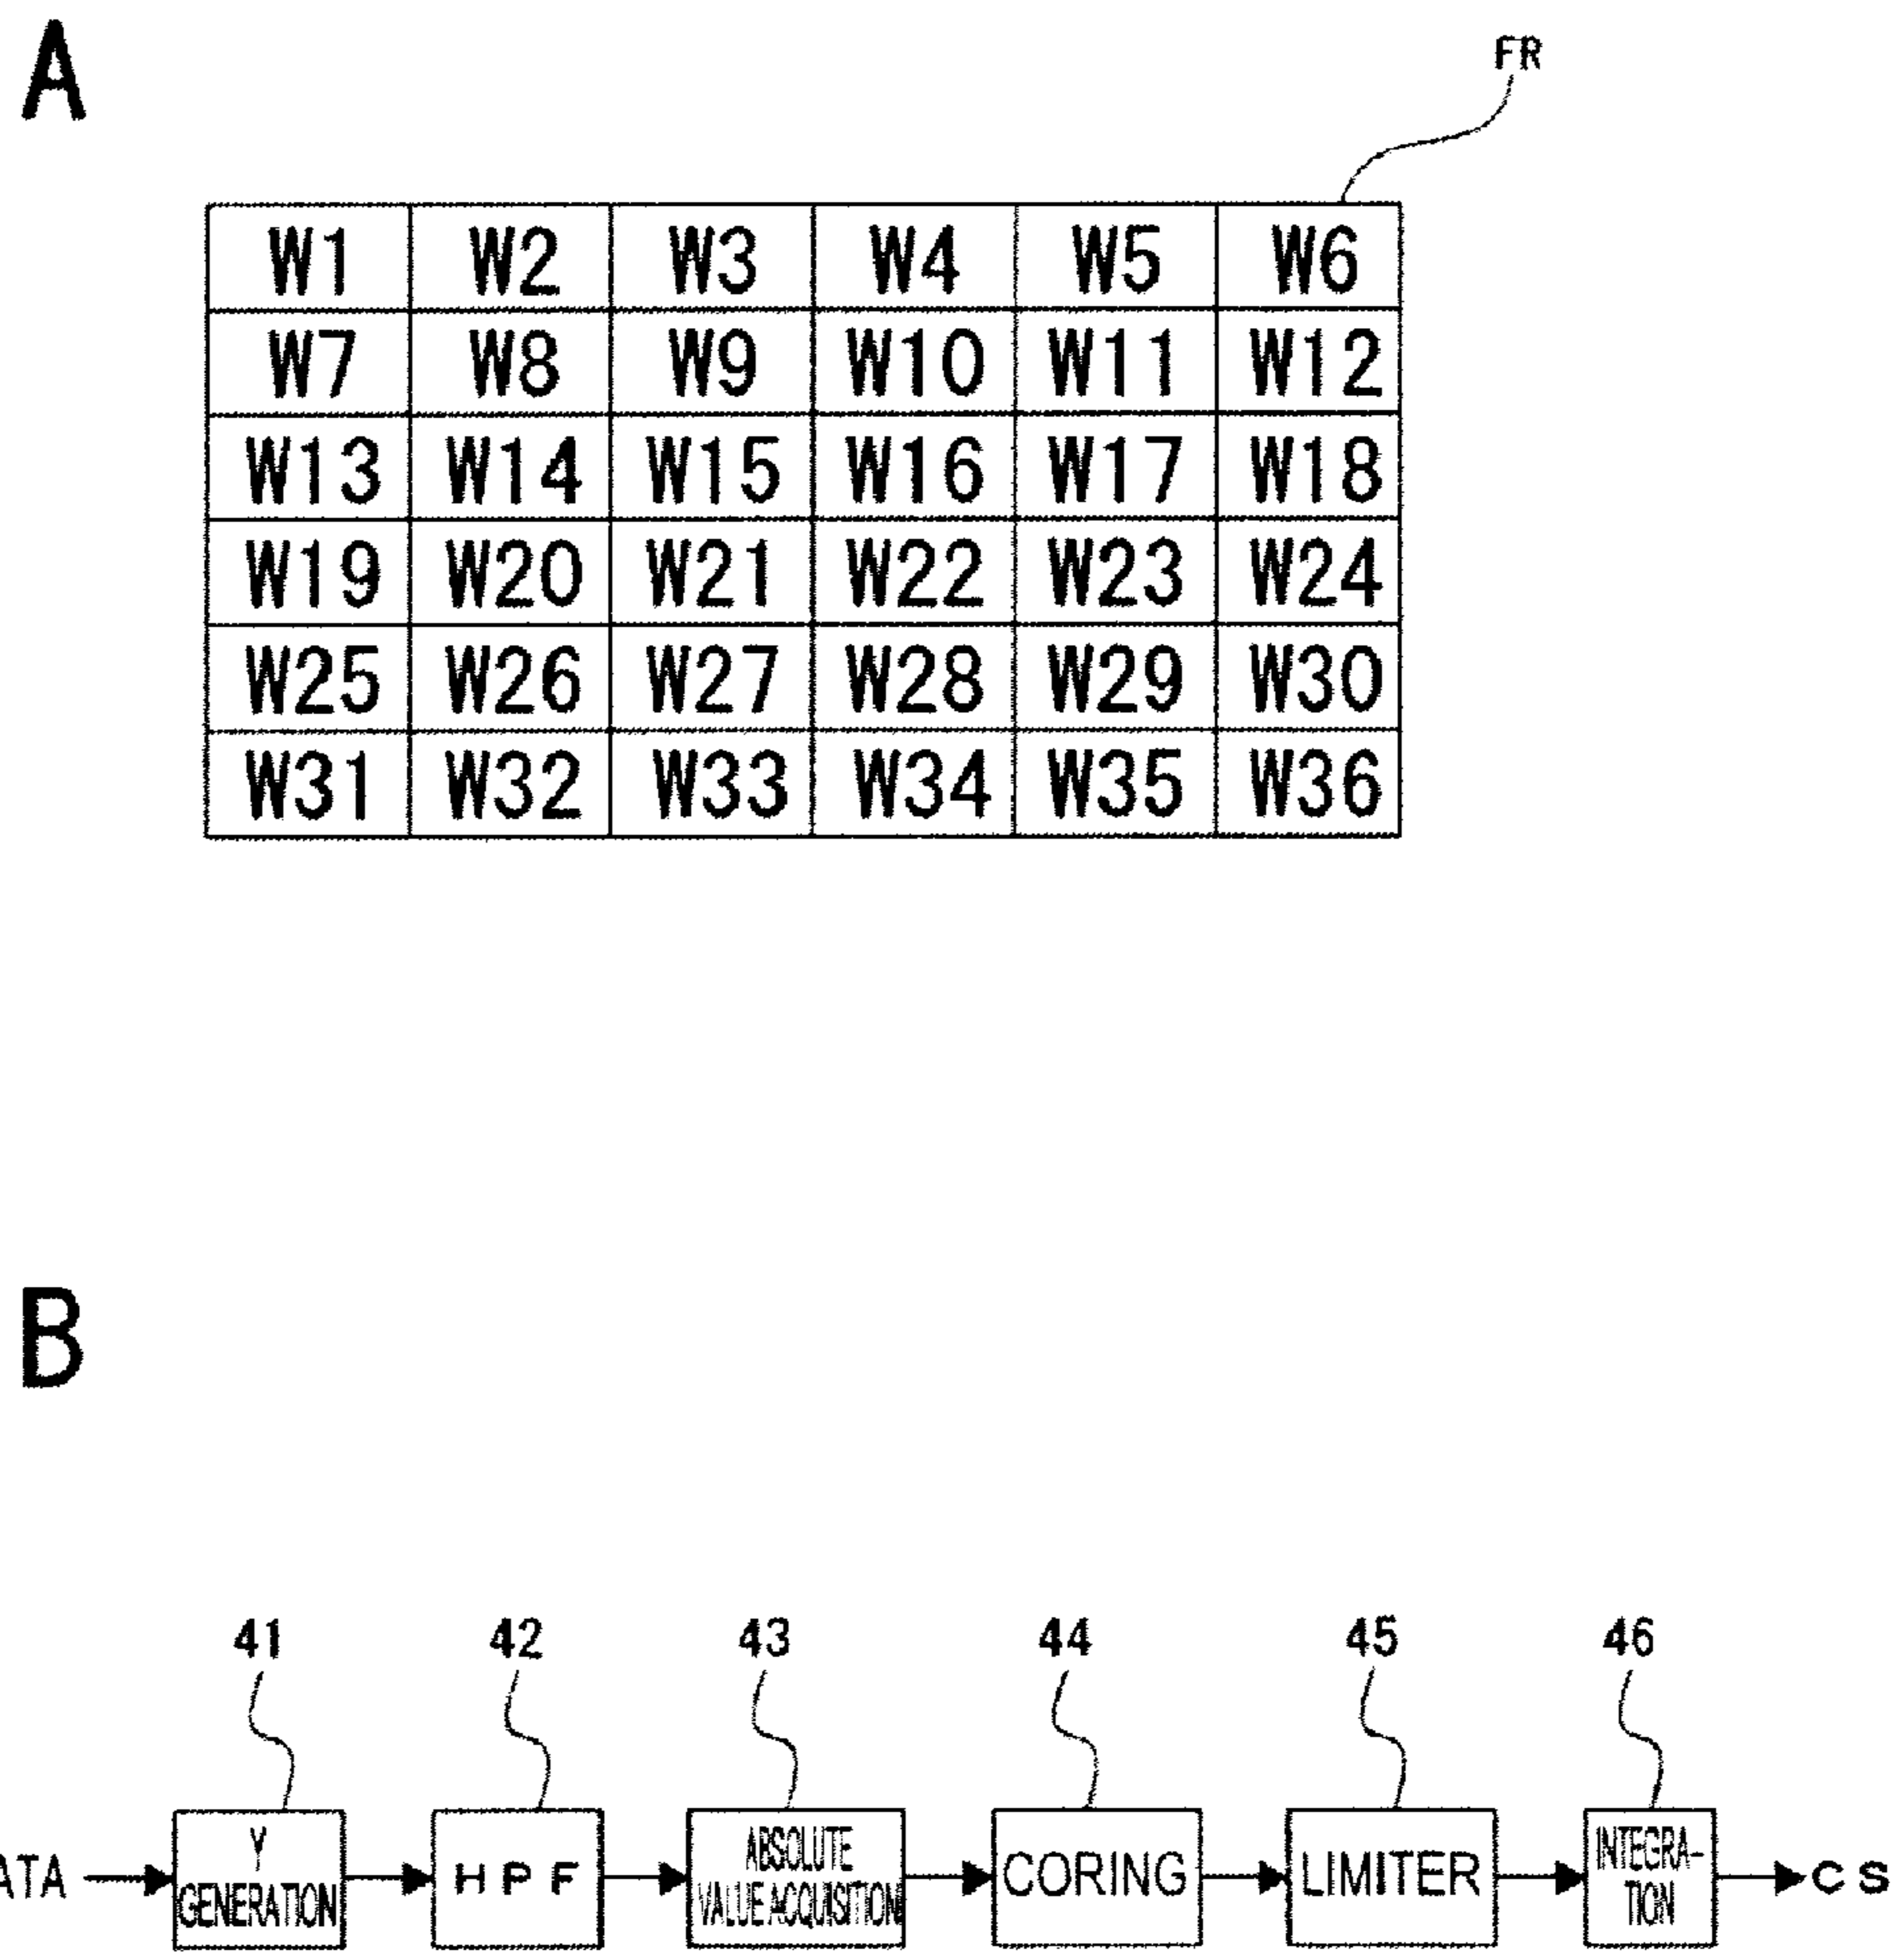 A
FR
W1 W2 W3 W4 W5 W6
W7 W8 W9 W10 W11 W12
W13 W14 W15 W16 W17 W18
W19 W20 W21 W22 W23 W24
W25 W26 W27 W28 W29 W30
W31 W32 W33 W34 W35 W36
B
41 42 43 44 45 46
ATA
Y
GENERATION
HPF
ABSOLUTE
VALUE ACQUISITION
CORING
LIMITER
INTEGRA-
TION
CS